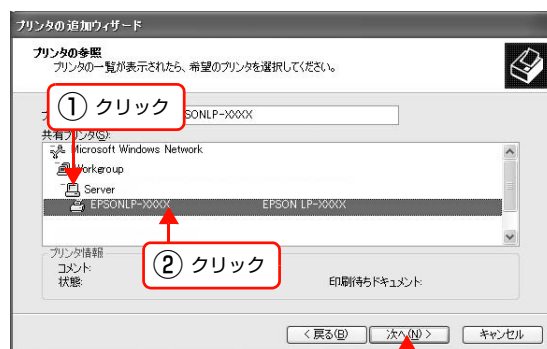 プリンタの追加ウィザード
プリンタの参照
プリンタの一覧が表示されたら、希望のプリンタを選択してください。
① クリック
SONLP-XXXX
共有プリンタ(S):
Microsoft Windows Network
Workgroup
Server
EPSONLP-XXXX EPSON LP-XXXX
② クリック
プリンタ情報
コメント:
状態: 印刷待ちドキュメント:
< 戻る(B) 次へ(N) > キャンセル